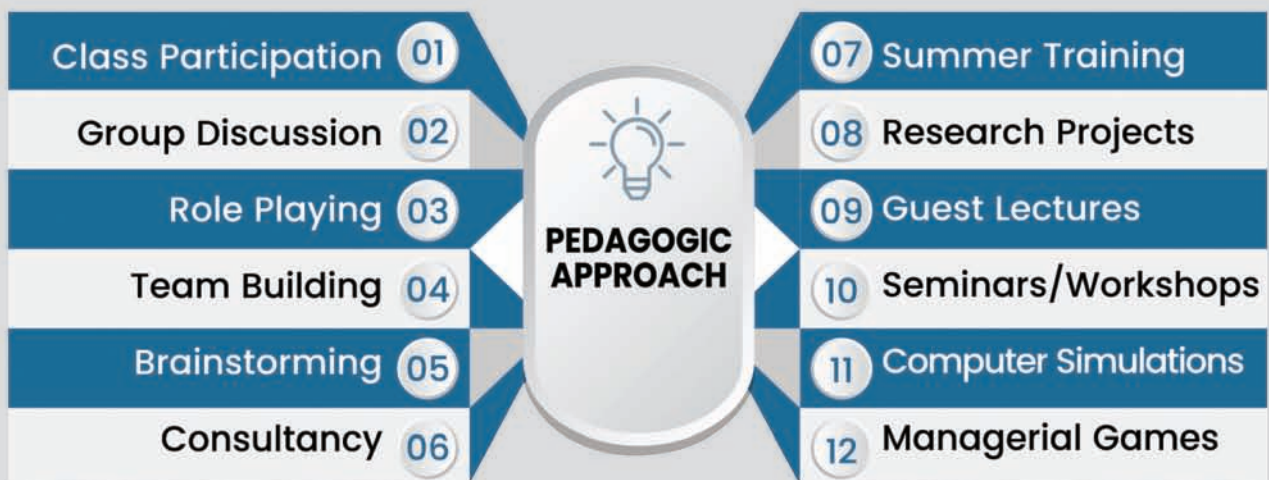 Class Participation 01
Group Discussion 02
Role Playing 03
Team Building 04
Brainstorming 05
Consultancy 06
PEDAGOGIC
APPROACH
07 Summer Training
08 Research Projects
09 Guest Lectures
10 Seminars/Workshops
11 Computer Simulations
12 Managerial Games